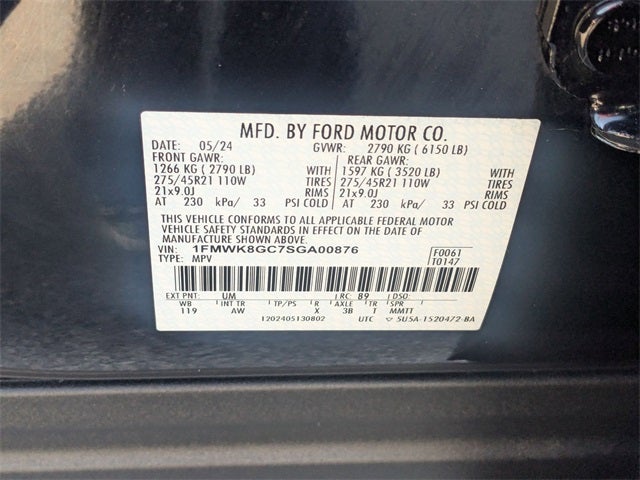 MFD. BY FORD MOTOR CO.
DATE: 05/24 GVWR: 2790 KG ( 6150 LB)
FRONT GAWR: REAR GAWR:
1266 KG ( 2790 LB) WITH 1597 KG ( 3520 LB) WITH
275/45R21 110W TIRES 275/45R21 110W TIRES
21x9.0J RIMS 21x9.0J RIMS
AT 230 kPa/ 33 PSI COLD AT 230 kPa/ 33 PSI COLD
THIS VEHICLE CONFORMS TO ALL APPLICABLE FEDERAL MOTOR
VEHICLE SAFETY STANDARDS IN EFFECT ON THE DATE OF
MANUFACTURE SHOWN ABOVE.
VIN: 1FMWK8GC7SGA00876 F0061
TYPE: MPV T0147
EXT PNT: UM RC: 89 DSO:
WB INT TR TP/PS R AXLE TR SPR
119 AW X 3B T MMTT
1202405130802 UTC ▽ SU5A-1520472-BA